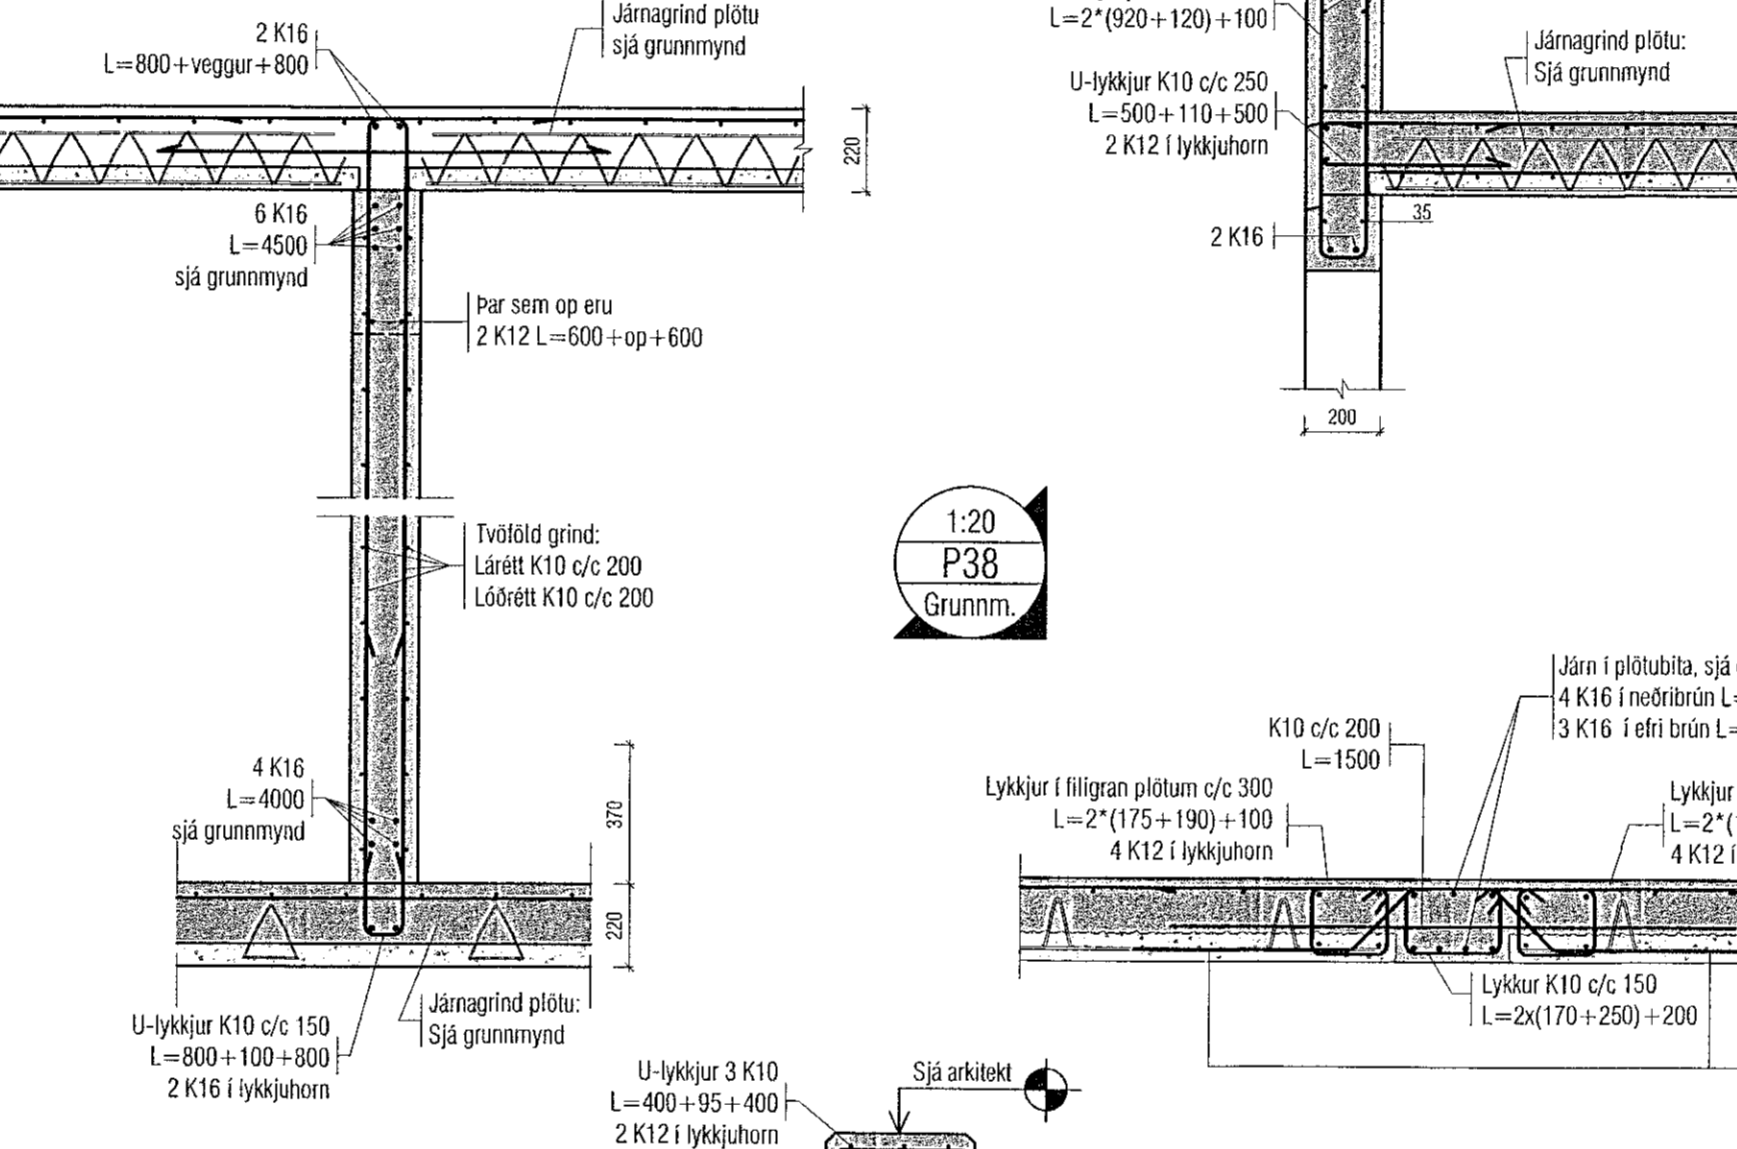 2 K16
L=800+veggur+800
Járnagrind plötu
sjá grunnmynd
220
6 K16
L=4500
sjá grunnmynd
Þar sem op eru
2 K12 L=600+op+600
Tvöföld grind:
Lárétt K10 c/c 200
Lóðrétt K10 c/c 200
4 K16
L=4000
sjá grunnmynd
370
220
U-lykkjur K10 c/c 150
L=800+100+800
2 K16 í lykkjuhorn
Járnagrind plötu:
Sjá grunnmynd
L=2*(920+120)+100
U-lykkjur K10 c/c 250
L=500+110+500
2 K12 í lykkjuhorn
Járnagrind plötu:
Sjá grunnmynd
35
2 K16
200
1:20
P38
Grunnm.
Járn í plötubita, sjá
4 K16 í neðribrún L=
3 K16 í efri brún L=
K10 c/c 200
L=1500
Lykkjur í filigran plötum c/c 300
L=2*(175+190)+100
4 K12 í lykkjuhorn
Lykkjur
L=2*(
4 K12 í
Lykkur K10 c/c 150
L=2x(170+250)+200
U-lykkjur 3 K10
L=400+95+400
2 K12 í lykkjuhorn
Sjá arkitekt